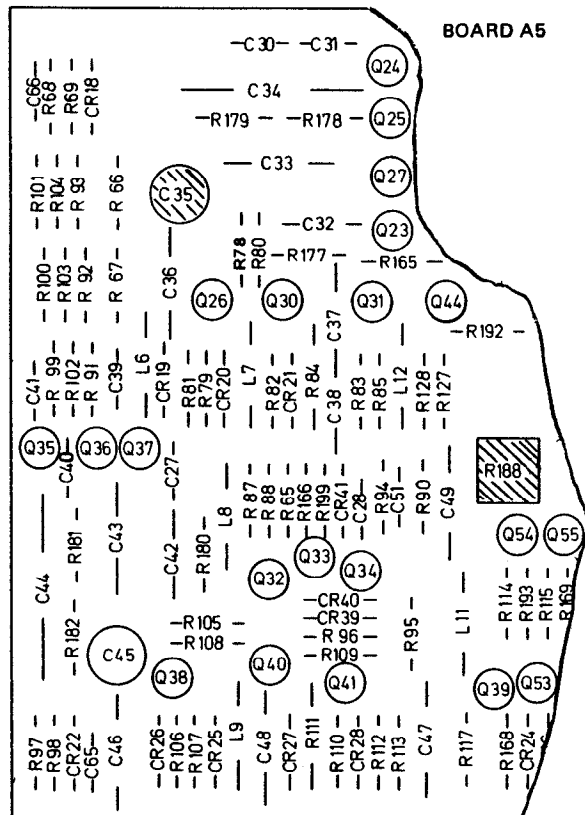 BOARD A5
C30 C31
Q24
C66 R68 R69 CR18
C34
R179 R178 Q25
C33
Q27
R101 R104 R93 R66 C35
C32 Q23
R78 R80 R177 R165
R100 R103 R92 R67 C36
Q26 Q30 Q31 Q44
C37
R192
C41 R99 R102 R91 C39 L6 CR19 R81 R79 CR20 L7 R82 CR21 R84 C38 R83 R85 L12 R128 R127
Q35 C40 Q36 Q37
C27 R188
L8 R87 R88 R65 R166 R199 CR41 C28 R94 C51 R90 C49
C44 R181 C43 C42 R180
Q33 Q54 Q55
Q32 Q34
R114 R193 R115 R169
CR40
R105 CR39
R182 R108 R96 R95 L11
C45 R109
Q38 Q40 Q41 Q39 Q53
R97 R98 CR22 C65 C46 CR26 R106 R107 CR25 L9 C48 CR27 R111 R110 CR28 R112 R113 C47 R117 R168 CR24